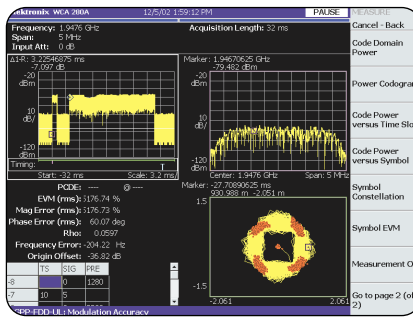 ektronix WCA 280A 12/5/02 1:59:12 PM PAUSE MEASURE
Frequency: 1.9476 GHz Acquisition Length: 32 ms
Span: 5 MHz
Input Att: 0 dB
Cancel - Back
Code Domain
Power
Power Codogra
Code Power
versus Time Slo
Code Power
versus Symbol
Symbol
Constellation
Symbol EVM
Measurement O
Go to page 2 (of
2)
Δ1-R: 3.22546875 ms
-7.097 dB
-20
dBm
10
dB/
-120
dBm
Timing:
T
Start: -32 ms Scale: 3.2 ms/
Marker: 1.94670625 GHz
-79.482 dBm
-20
dBm
10
dB/
-120
dBm
Center: 1.9476 GHz Span: 5 MH
PCDE: ---- @ ----
EVM (rms): 5176.74 %
Mag Error (rms): 5176.73 %
Phase Error (rms): 60.07 deg
Rho: 0.0597
Frequency Error: -204.22 Hz
Origin Offset: -36.82 dB
Marker: -27.70890625 ms
930.988 m -2.051 m
1.5
-1.5
-2.051 2.061
TS SIG PRE
-8 0 1280
-7 10 5
GPP-FDD-UL: Modulation Accuracy